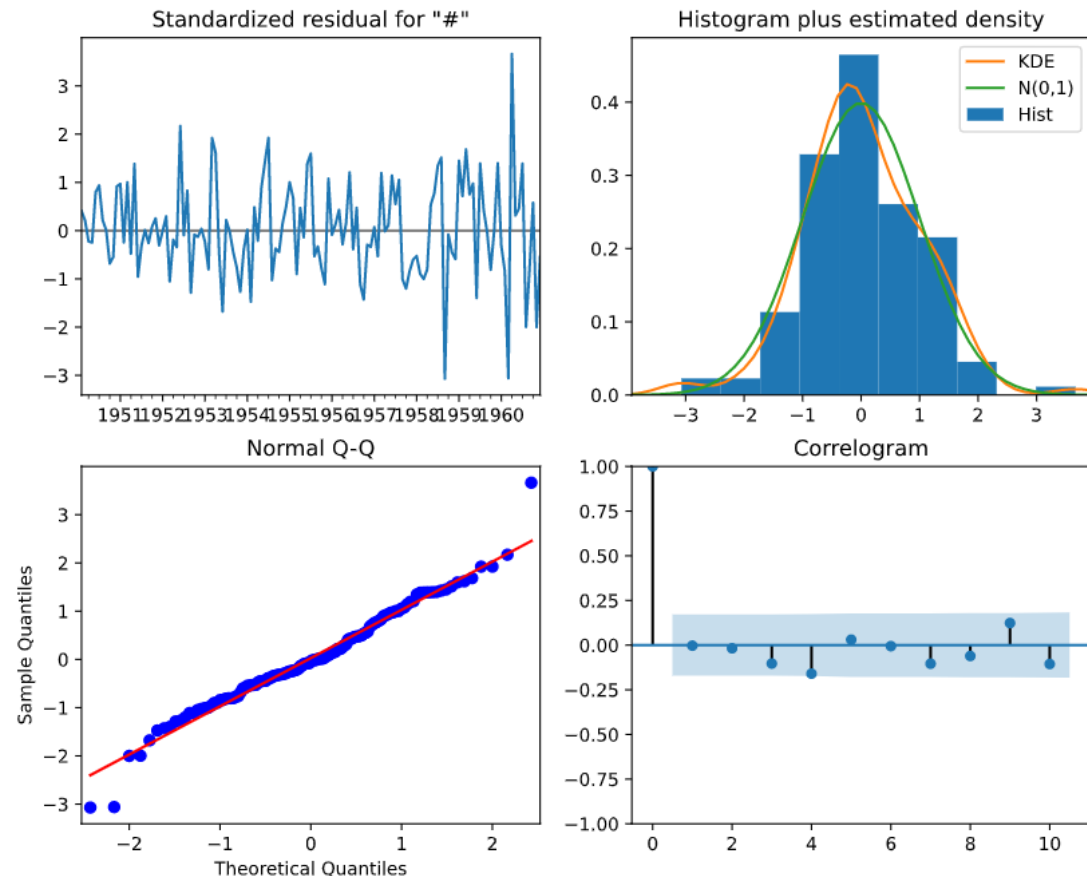 Standardized residual for "#"
3
2
1
0
−1
−2
−3
1951 1952 1953 1954 1955 1956 1957 1958 1959 1960
Histogram plus estimated density
KDE
N(0,1)
Hist
0.4
0.3
0.2
0.1
0.0
−3 −2 −1 0 1 2 3
Normal Q-Q
Sample Quantiles
3
2
1
0
−1
−2
−3
−2 −1 0 1 2
Theoretical Quantiles
Correlogram
1.00
0.75
0.50
0.25
0.00
−0.25
−0.50
−0.75
−1.00
0 2 4 6 8 10